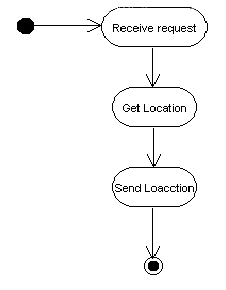 Receive request
Get Location
Send Loacction